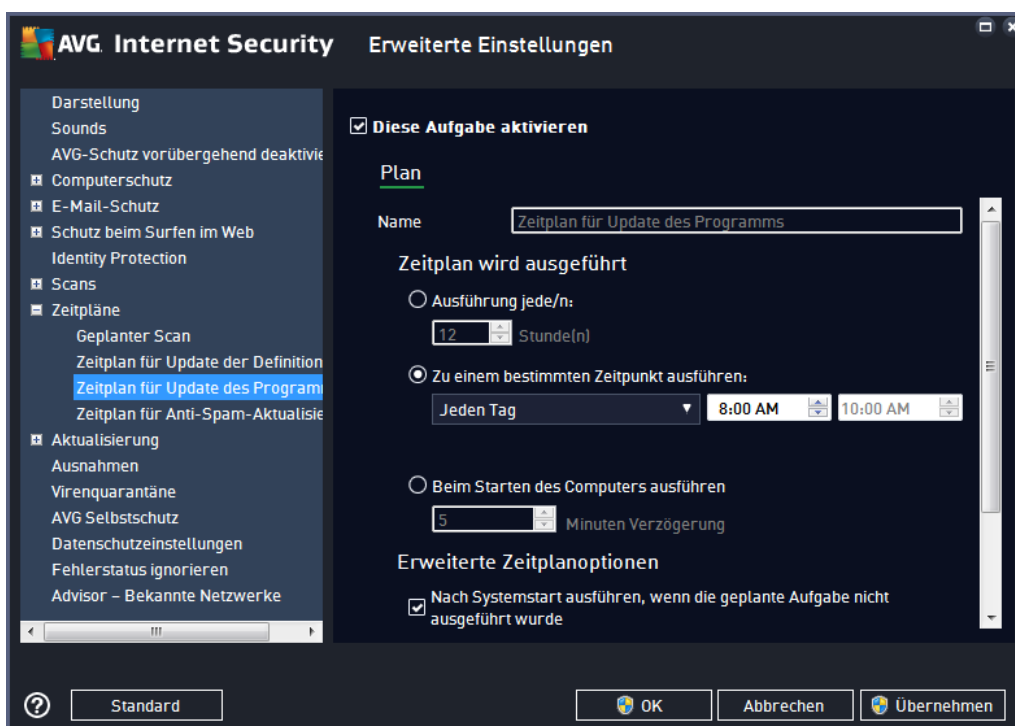 AVG. Internet Security
Erweiterte Einstellungen
Darstellung
Sounds
AVG-Schutz vorübergehend deaktivie
Computerschutz
E-Mail-Schutz
Schutz beim Surfen im Web
Identity Protection
Scans
Zeitpläne
Geplanter Scan
Zeitplan für Update der Definition
Zeitplan für Update des Program
Zeitplan für Anti-Spam-Aktualisie
Aktualisierung
Ausnahmen
Virenquarantäne
AVG Selbstschutz
Datenschutzeinstellungen
Fehlerstatus ignorieren
Advisor – Bekannte Netzwerke
Diese Aufgabe aktivieren
Plan
Name Zeitplan für Update des Programms
Zeitplan wird ausgeführt
Ausführung jede/n:
12 Stunde(n)
Zu einem bestimmten Zeitpunkt ausführen:
Jeden Tag 8:00 AM 10:00 AM
Beim Starten des Computers ausführen
5 Minuten Verzögerung
Erweiterte Zeitplanoptionen
Nach Systemstart ausführen, wenn die geplante Aufgabe nicht
ausgeführt wurde
? Standard OK Abbrechen Übernehmen